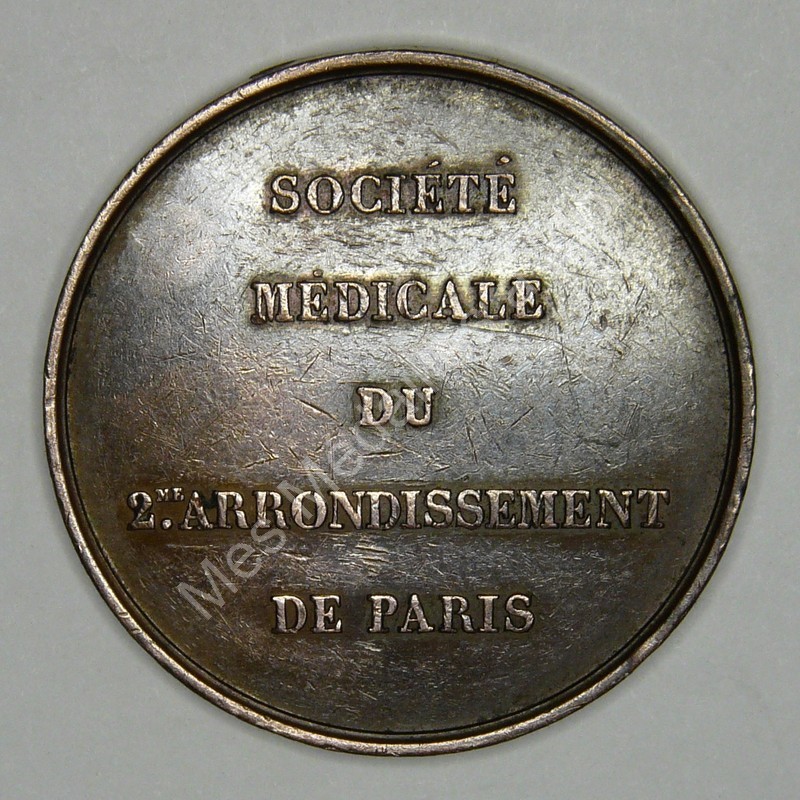 SOCIÉTÉ
MÉDICALE
DU
2.ME ARRONDISSEMENT
DE PARIS